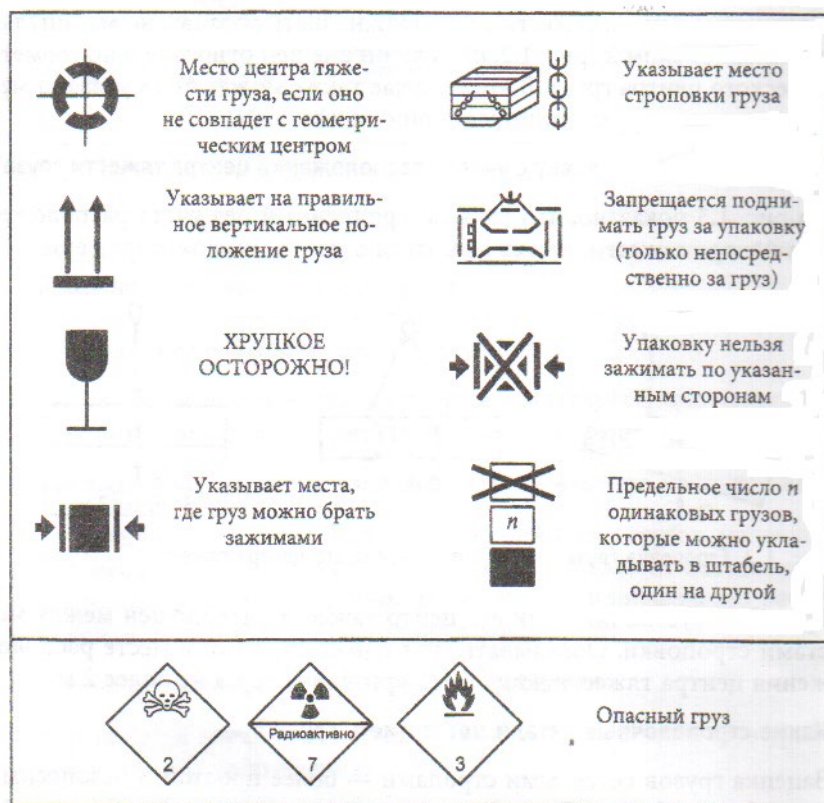 Место центра тяже-
сти груза, если оно
не совпадет с геометри-
ческим центром
Указывает место
строповки груза
Указывает на правиль-
ное вертикальное по-
ложение груза
Запрещается подни-
мать груз за упаковку
(только непосред-
ственно за груз)
ХРУПКОЕ
ОСТОРОЖНО!
Упаковку нельзя
зажимать по указан-
ным сторонам
Указывает места,
где груз можно брать
зажимами
n
Предельное число n
одинаковых грузов,
которые можно укла-
дывать в штабель,
один на другой
2
Радиоактивно
7
3
Опасный груз